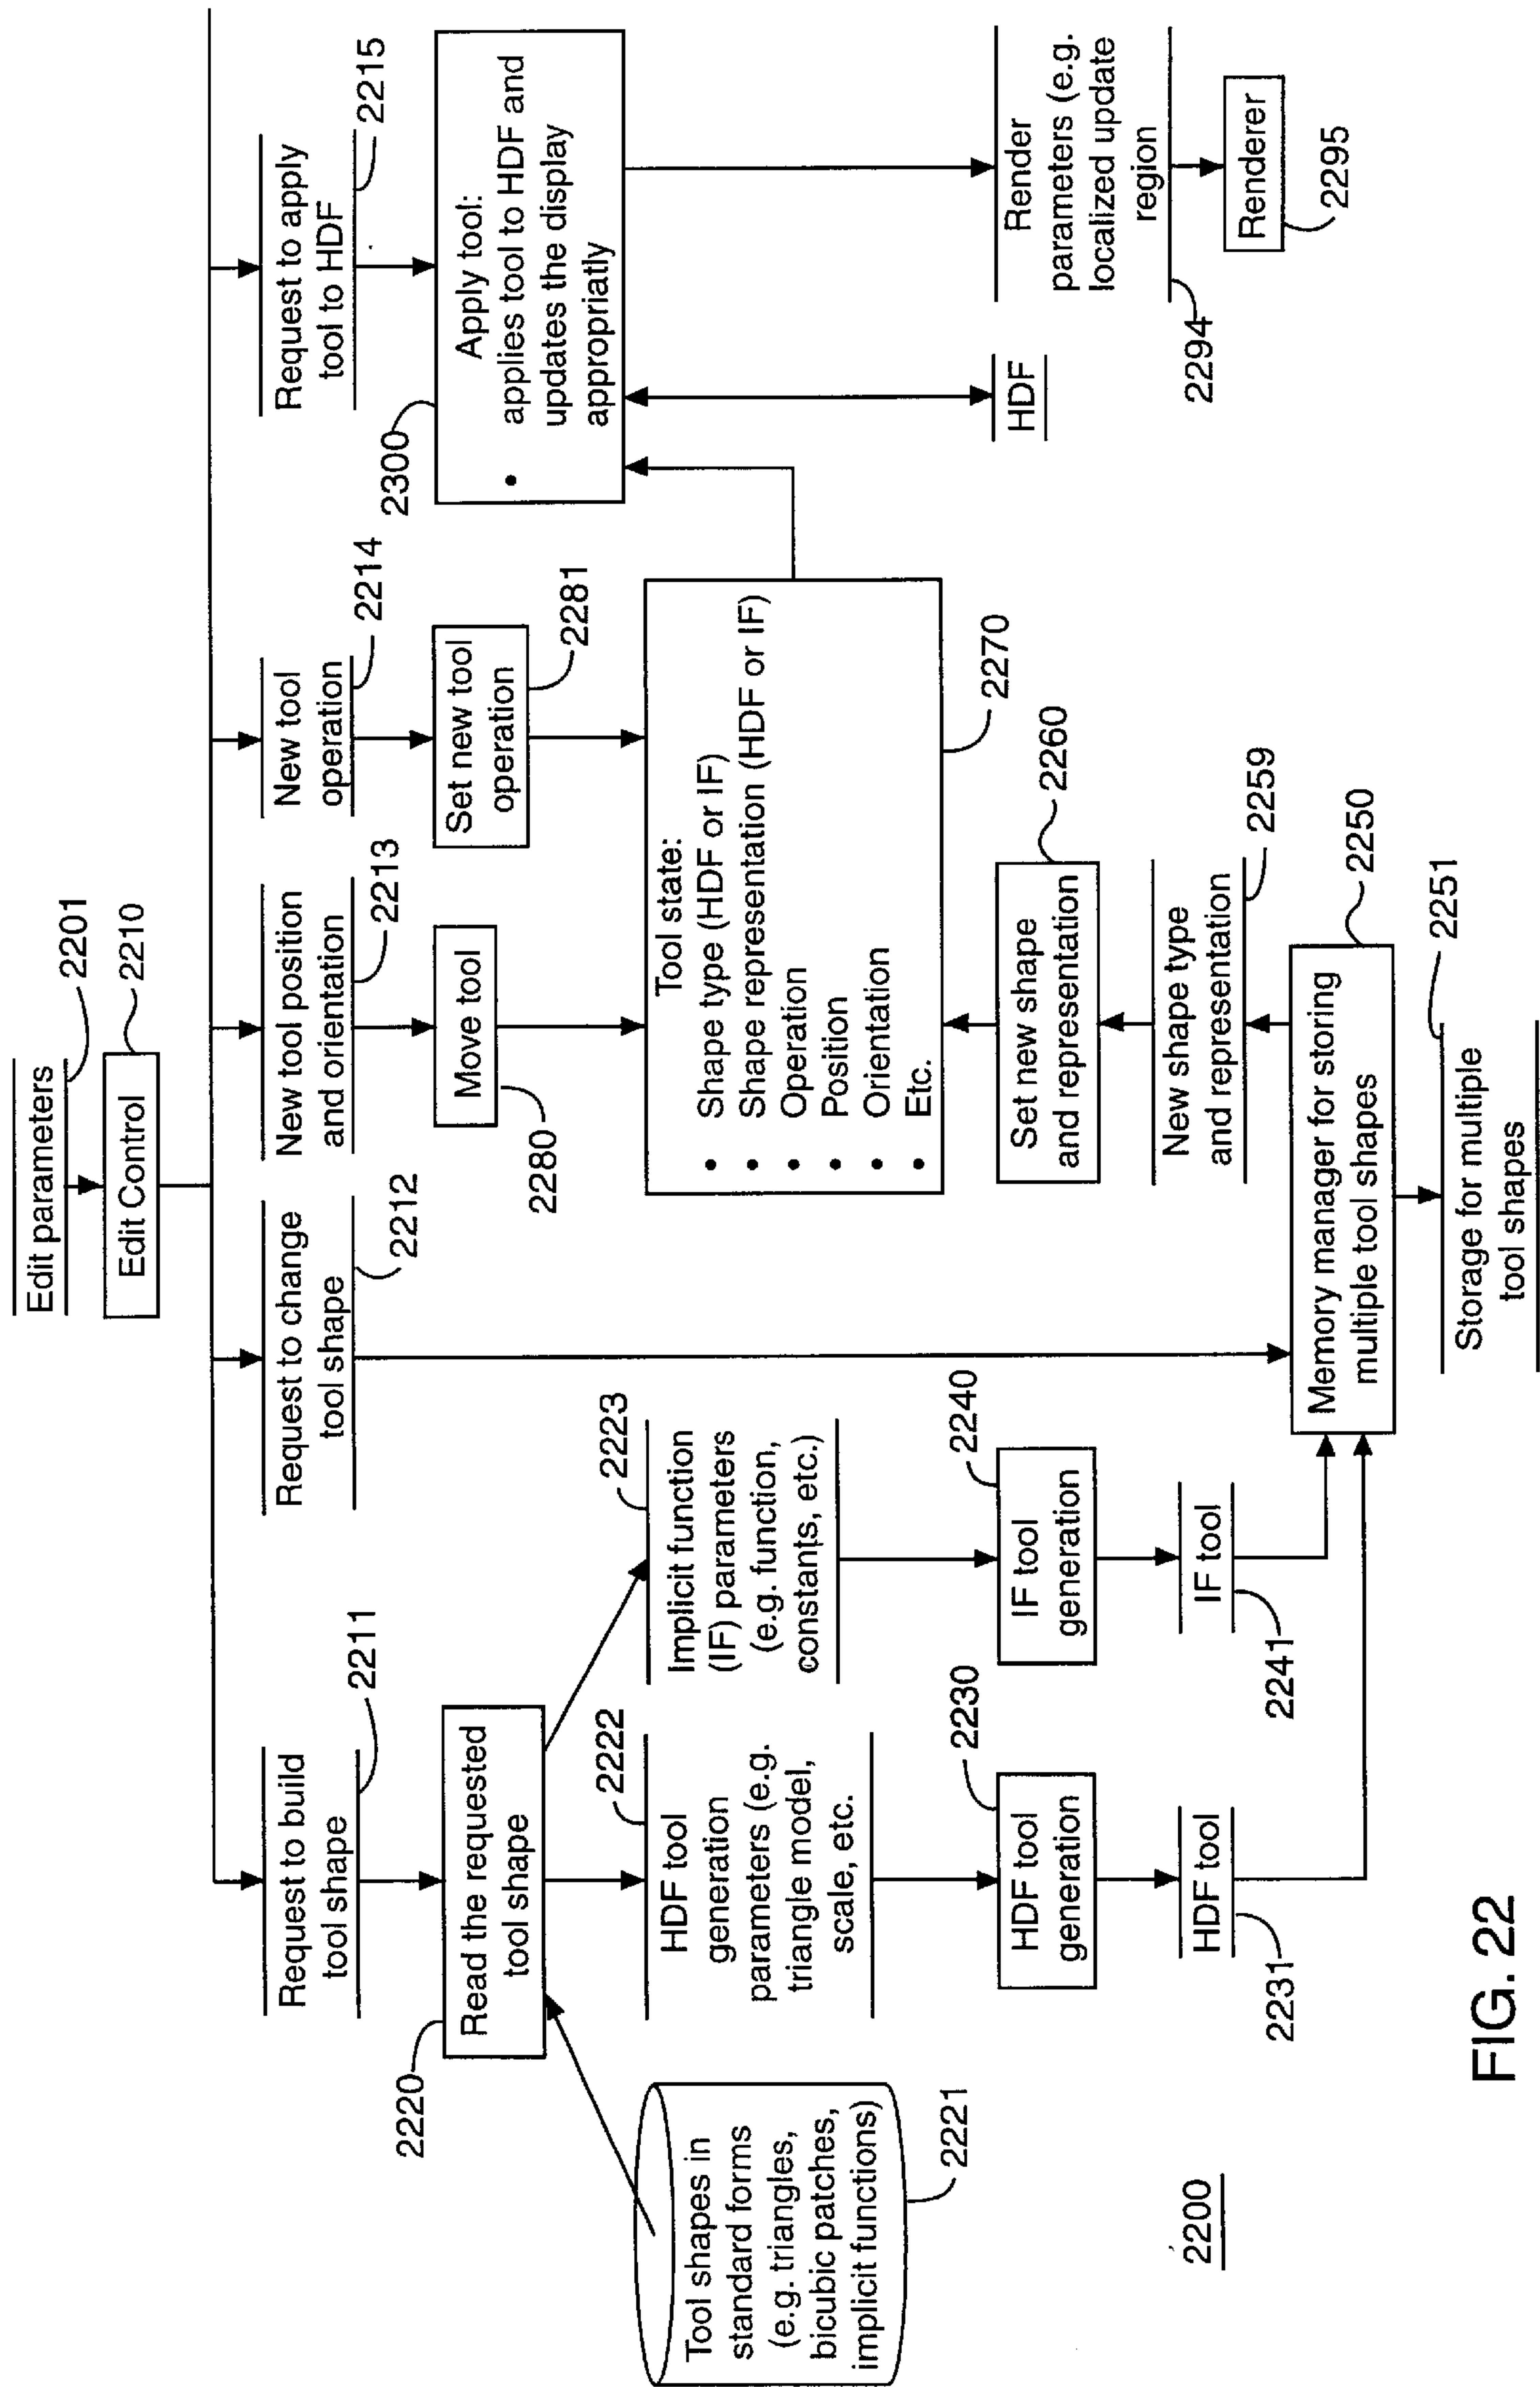 Edit parameters
2201
Edit Control
2210
Request to build
tool shape
2211
Request to change
tool shape
2212
New tool position
and orientation
2213
New tool
operation
2214
Request to apply
tool to HDF
2215
Read the requested
tool shape
2220
Move tool
2280
Set new tool
operation
2281
2300
Apply tool:
• applies tool to HDF and
updates the display
appropriatly
Tool shapes in
standard forms
(e.g. triangles,
bicubic patches,
implicit functions)
2221
HDF tool
generation
parameters (e.g.
triangle model,
scale, etc.
2222
Implicit function
(IF) parameters
(e.g. function,
constants, etc.)
2223
Tool state:
• Shape type (HDF or IF)
• Shape representation (HDF or IF)
• Operation
• Position
• Orientation
• Etc.
2270
HDF tool
generation
2230
IF tool
generation
2240
Set new shape
and representation
2260
HDF
Render
parameters (e.g.
localized update
region
2294
HDF tool
2231
IF tool
2241
New shape type
and representation
2259
Renderer
2295
Memory manager for storing
multiple tool shapes
2250
Storage for multiple
tool shapes
2251
2200
FIG. 22